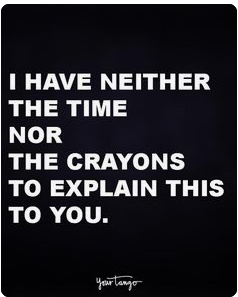 I HAVE NEITHER
THE TIME
NOR
THE CRAYONS
TO EXPLAIN THIS
TO YOU.
YourTango